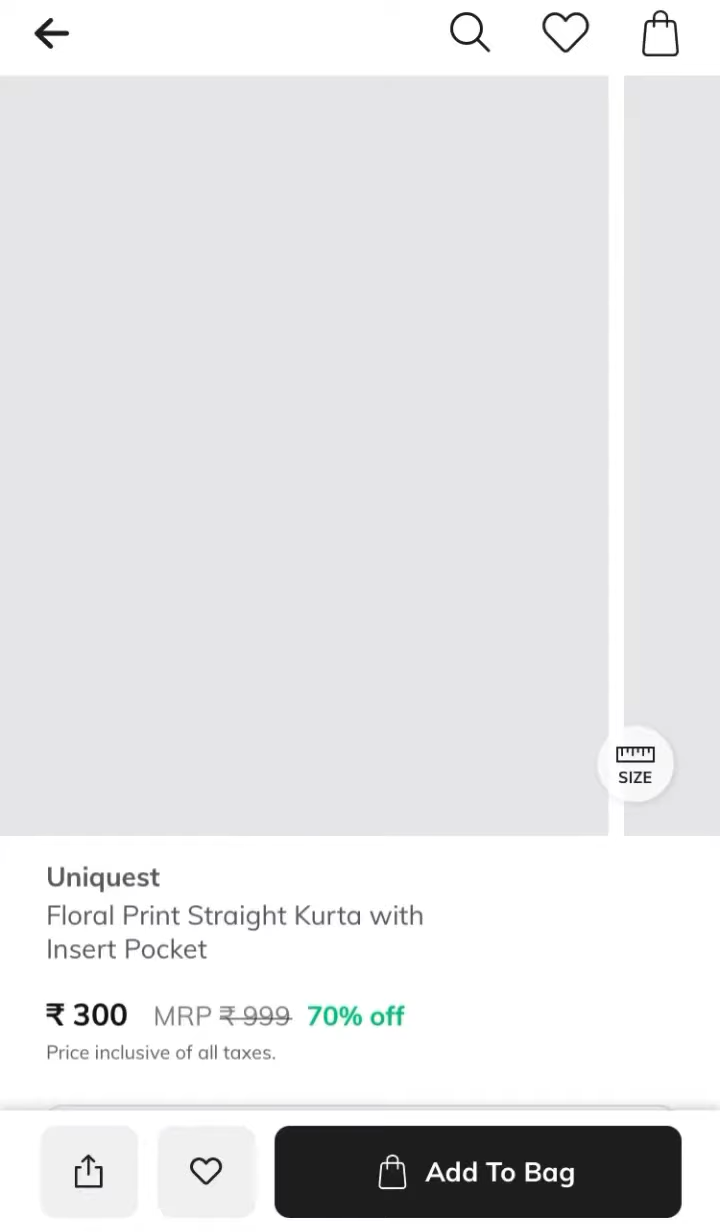 SIZE
Uniquest
Floral Print Straight Kurta with
Insert Pocket
₹ 300 MRP ₹ 999 70% off
Price inclusive of all taxes.
Add To Bag